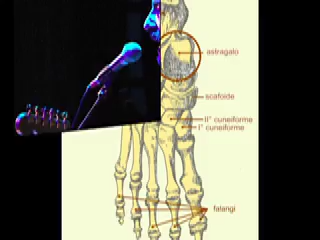 astragalo
scafoide
II° cuneiforme
I° cuneiforme
falangi